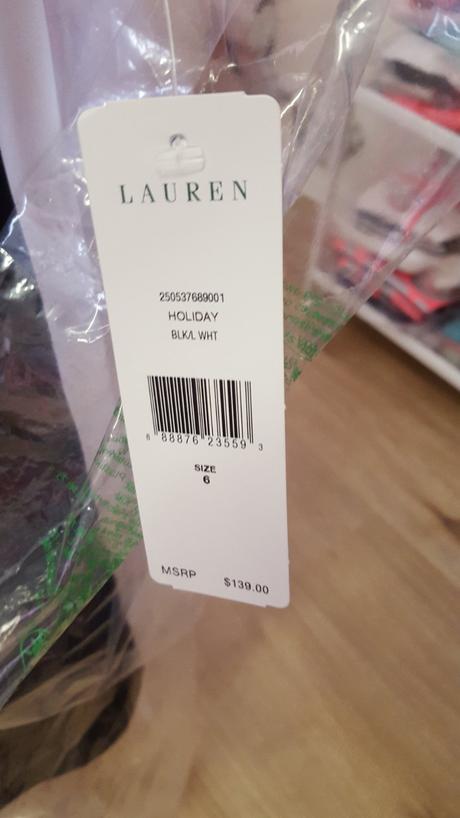 LAUREN
250537689001
HOLIDAY
BLK/L WHT
6 88876 23559 3
SIZE
6
MSRP $139.00